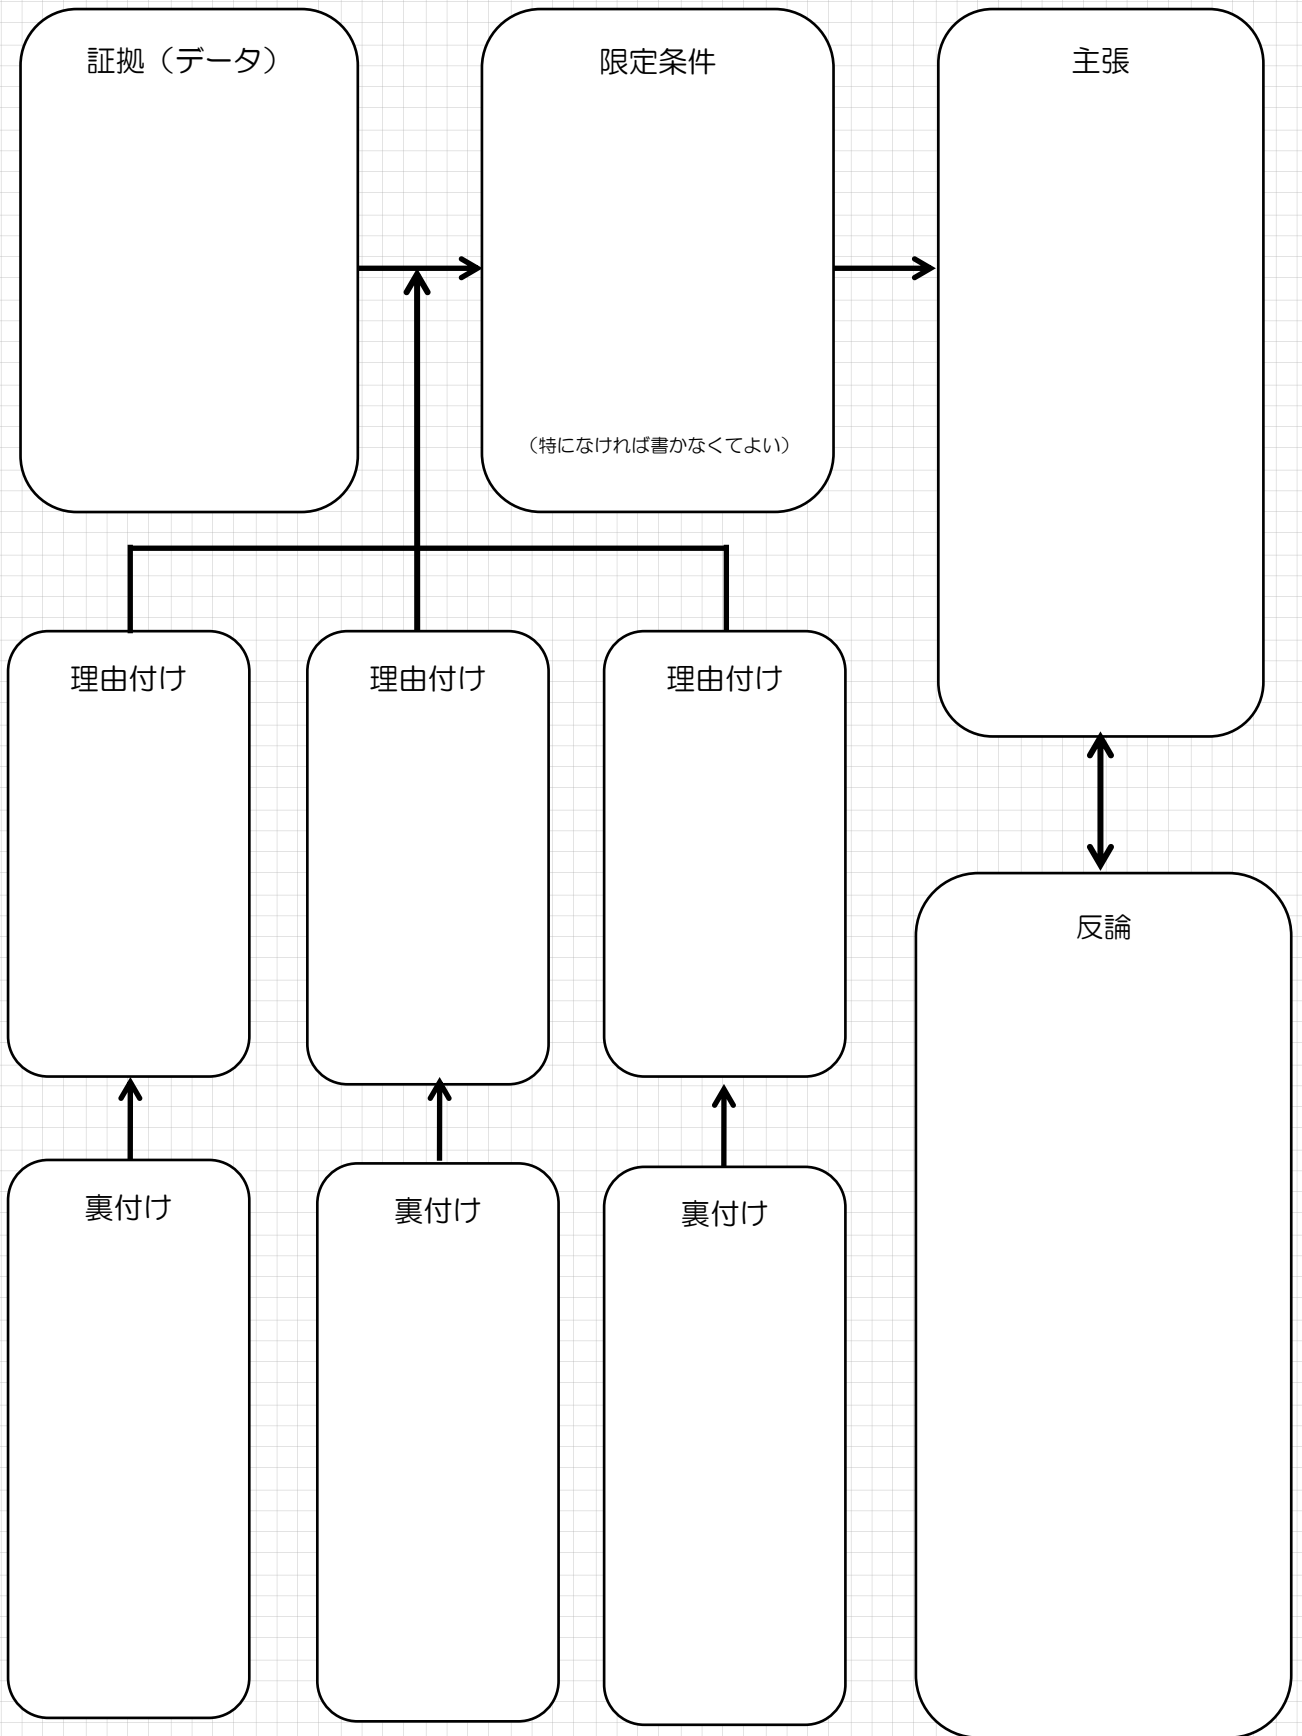 証拠（データ）
限定条件
主張
（特になければ書かなくてよい）
理由付け
理由付け
理由付け
反論
裏付け
裏付け
裏付け